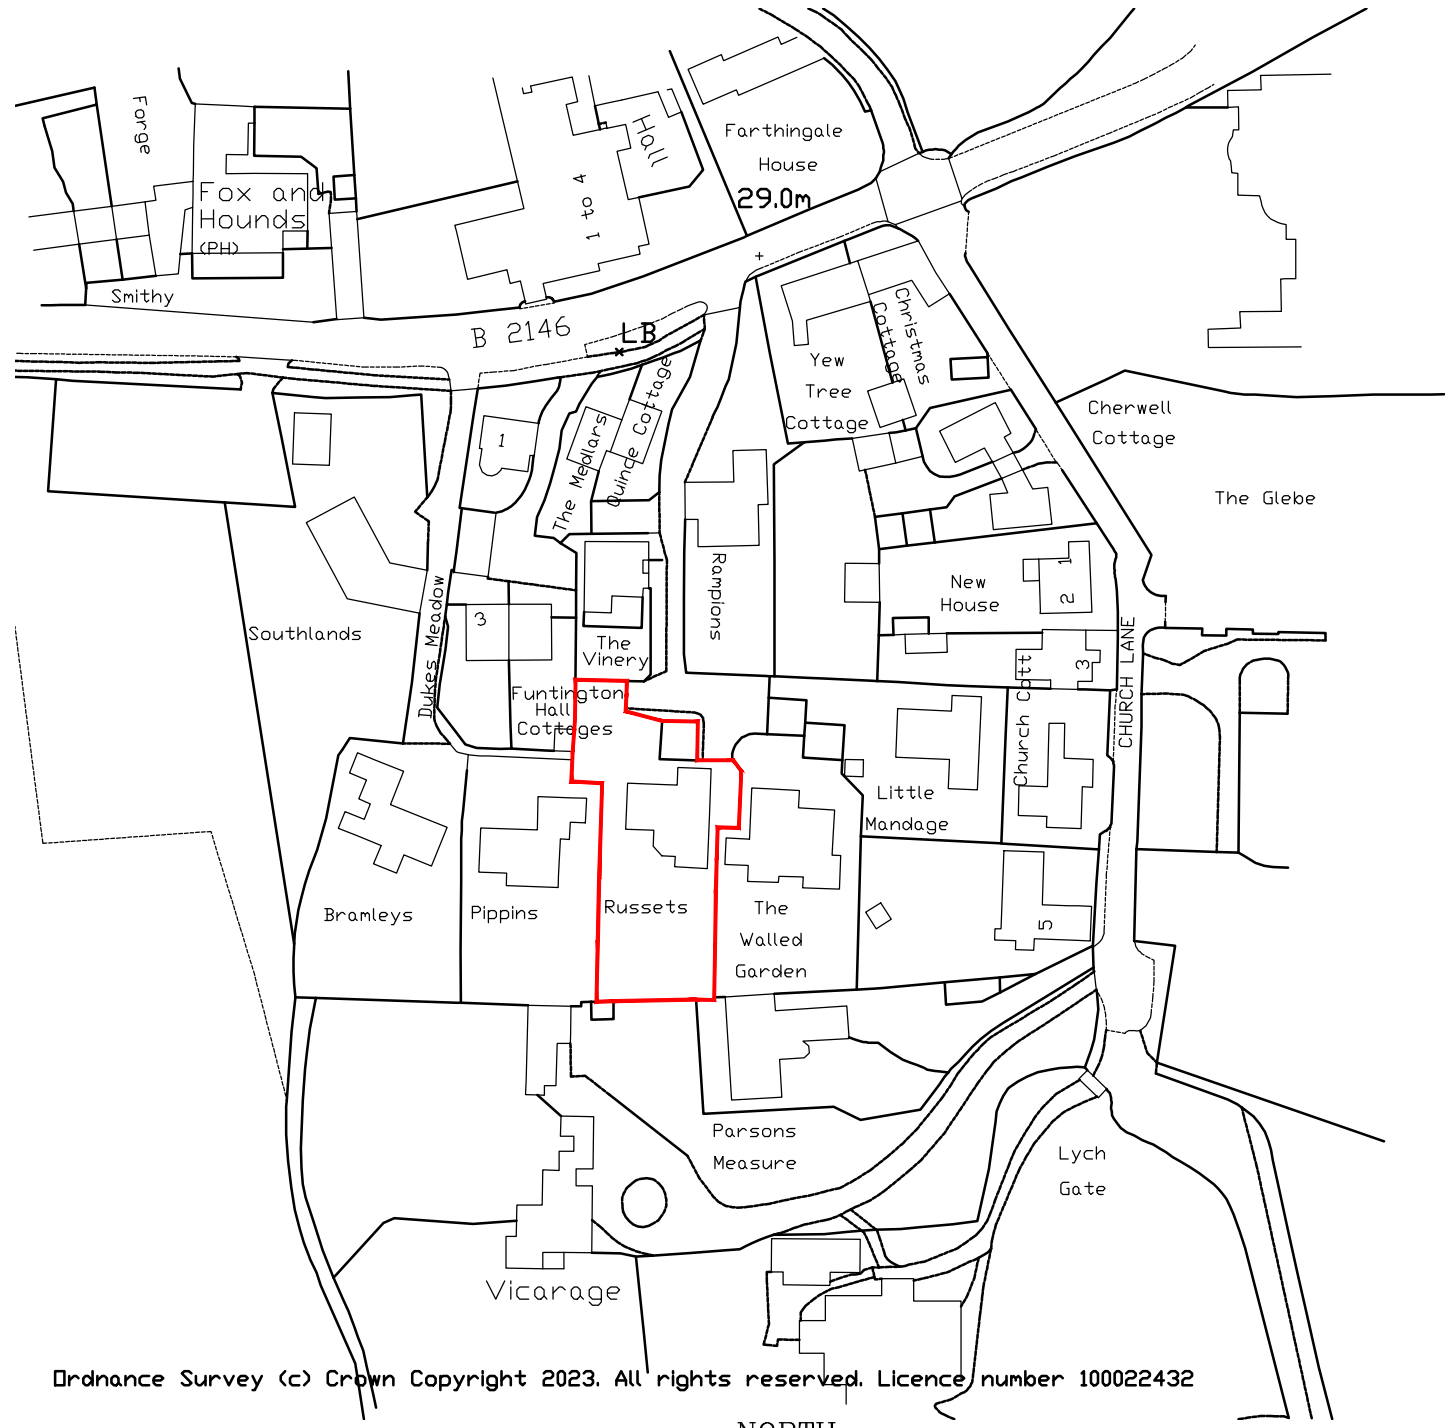 Forge
Hall
Farthingale
House
29.0m
Fox and
Hounds
(PH)
1 to 4
Smithy
B 2146
LB
Christmas
Cottage
Yew
Tree
Cottage
Cherwell
Cottage
1
The Medlars
Quince Cottage
The Glebe
Rampions
New
House
1
2
Southlands
Dukes Meadow
3
The
Vinery
CHURCH LANE
3
Church Cott
Funtington
Hall
Cottages
Little
Mandage
Bramleys
Pippins
Russets
The
Walled
Garden
5
Parsons
Measure
Lych
Gate
Vicarage
Ordnance Survey (c) Crown Copyright 2023. All rights reserved. Licence number 100022432
NORTH